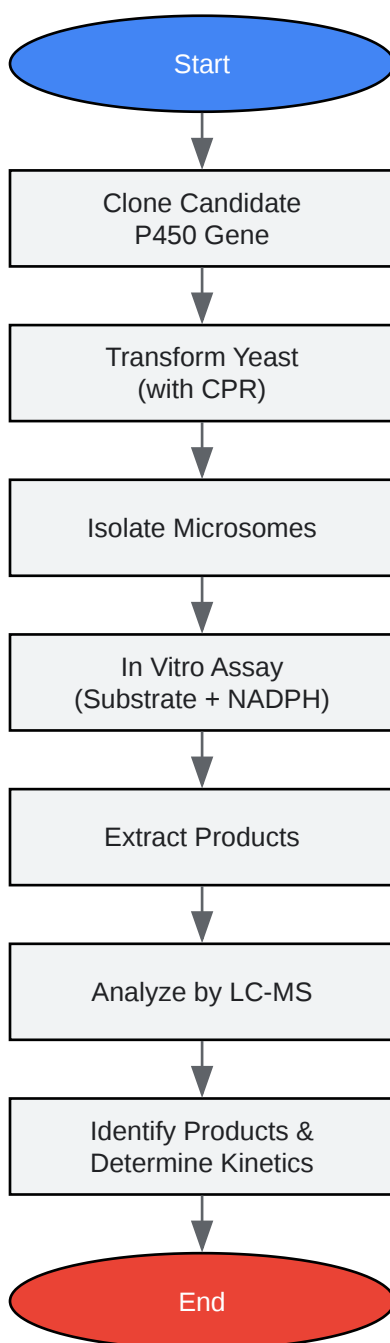 Start
Clone Candidate
P450 Gene
Transform Yeast
(with CPR)
Isolate Microsomes
In Vitro Assay
(Substrate + NADPH)
Extract Products
Analyze by LC-MS
Identify Products &
Determine Kinetics
End